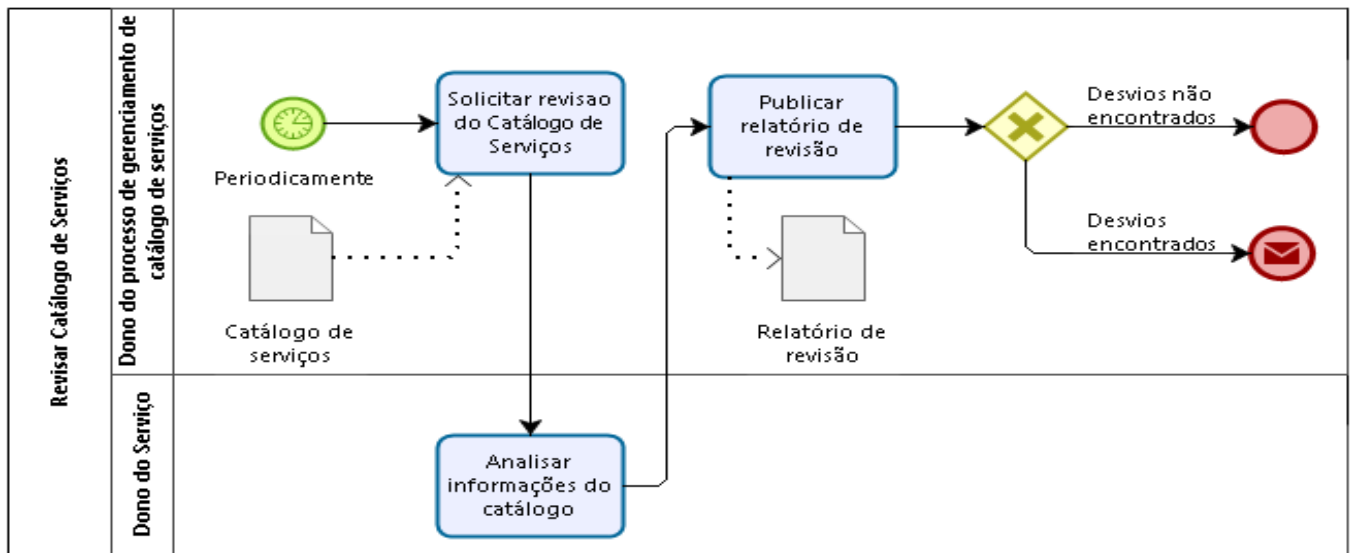 Revisar Catálogo de Serviços
Dono do processo de gerenciamento de
catálogo de serviços
Periodicamente
Solicitar revisao
do Catálogo de
Serviços
Catálogo de
serviços
Publicar
relatório de
revisão
Relatório de
revisão
Desvios não
encontrados
Desvios
encontrados
Dono do Serviço
Analisar
informações do
catálogo